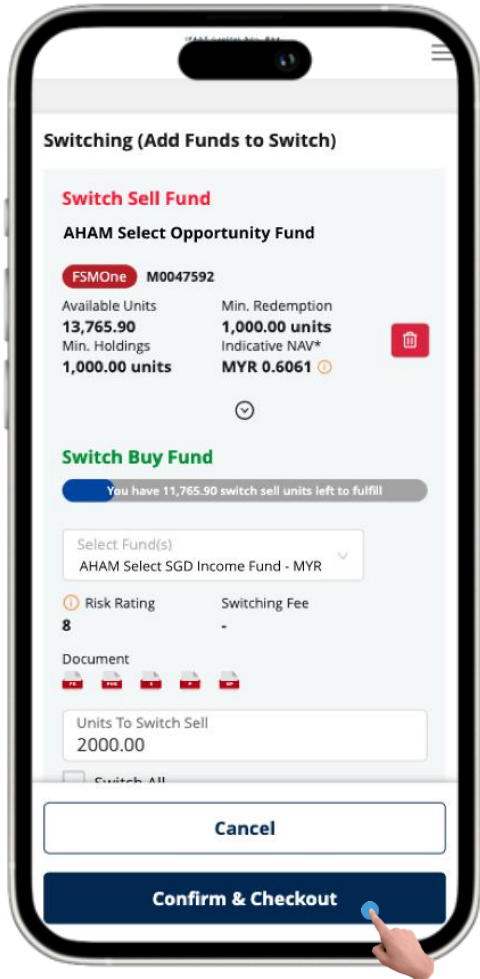 Switching (Add Funds to Switch)
Switch Sell Fund
AHAM Select Opportunity Fund
FSMOne M0047592
Available Units Min. Redemption
13,765.90 1,000.00 units
Min. Holdings Indicative NAV*
1,000.00 units MYR 0.6061
Switch Buy Fund
You have 11,765.90 switch sell units left to fulfill
Select Fund(s)
AHAM Select SGD Income Fund - MYR
Risk Rating Switching Fee
8 -
Document
Units To Switch Sell
2000.00
Switch All
Cancel
Confirm & Checkout